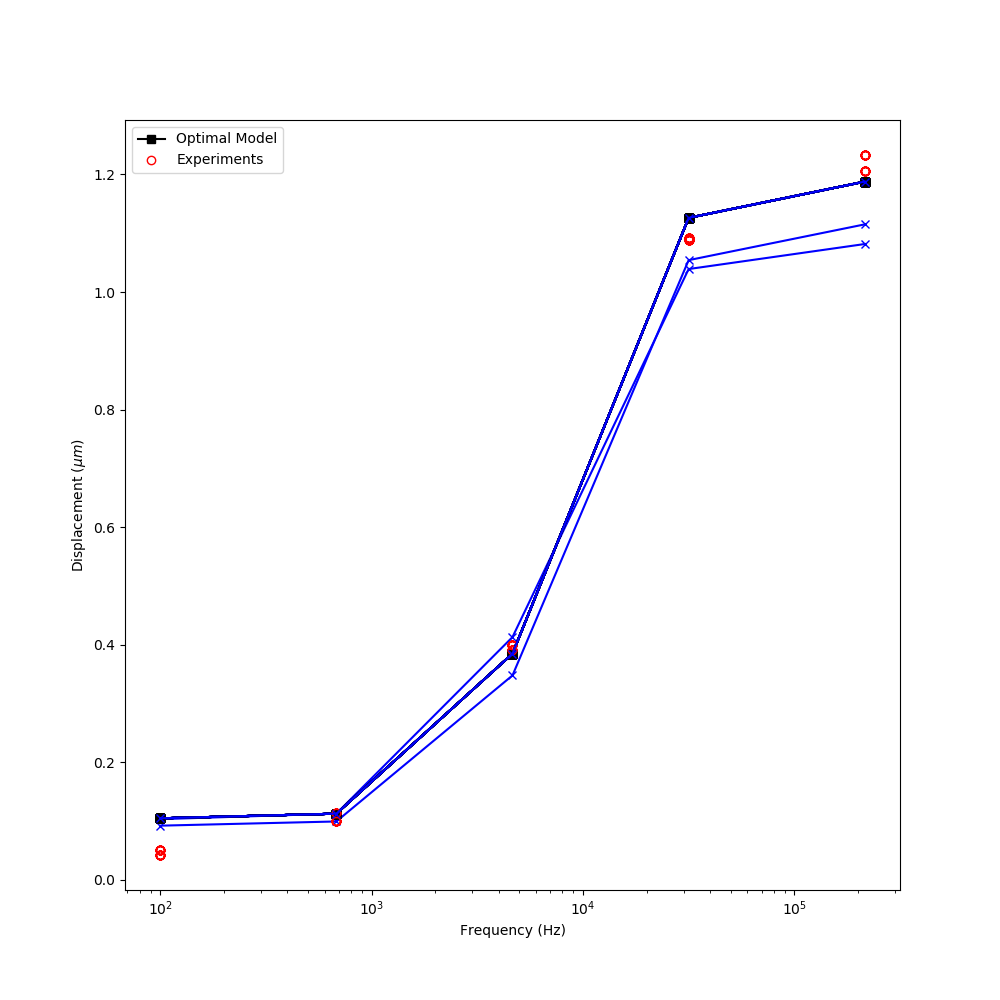 Optimal Model
Experiments
1.2
1.0
0.8
0.6
0.4
0.2
0.0
Displacement (μm)
10²
10³
10⁴
10⁵
Frequency (Hz)